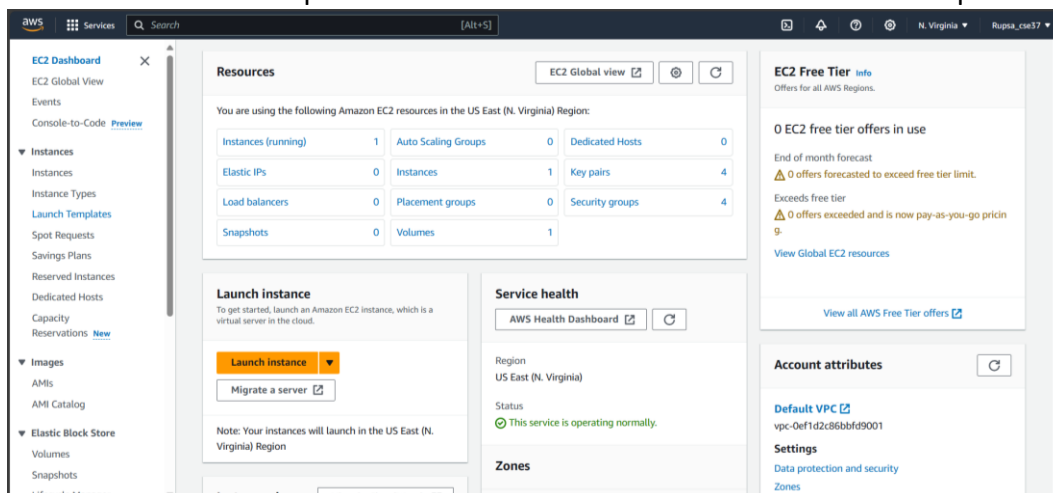 aws
Services
Search
[Alt+S]
N. Virginia
Rupsa_cse37
EC2 Dashboard
EC2 Global View
Events
Console-to-Code Preview
Instances
Instances
Instance Types
Launch Templates
Spot Requests
Savings Plans
Reserved Instances
Dedicated Hosts
Capacity
Reservations New
Images
AMIs
AMI Catalog
Elastic Block Store
Volumes
Snapshots
Resources
EC2 Global view
You are using the following Amazon EC2 resources in the US East (N. Virginia) Region:
Instances (running) 1
Auto Scaling Groups 0
Dedicated Hosts 0
Elastic IPs 0
Instances 1
Key pairs 4
Load balancers 0
Placement groups 0
Security groups 4
Snapshots 0
Volumes 1
Launch instance
To get started, launch an Amazon EC2 instance, which is a
virtual server in the cloud.
Launch instance
Migrate a server
Note: Your instances will launch in the US East (N.
Virginia) Region
Service health
AWS Health Dashboard
Region
US East (N. Virginia)
Status
This service is operating normally.
Zones
EC2 Free Tier Info
Offers for all AWS Regions.
0 EC2 free tier offers in use
End of month forecast
0 offers forecasted to exceed free tier limit.
Exceeds free tier
0 offers exceeded and is now pay-as-you-go pricin
g.
View Global EC2 resources
View all AWS Free Tier offers
Account attributes
Default VPC
vpc-0ef1d2c86bbfd9001
Settings
Data protection and security
Zones